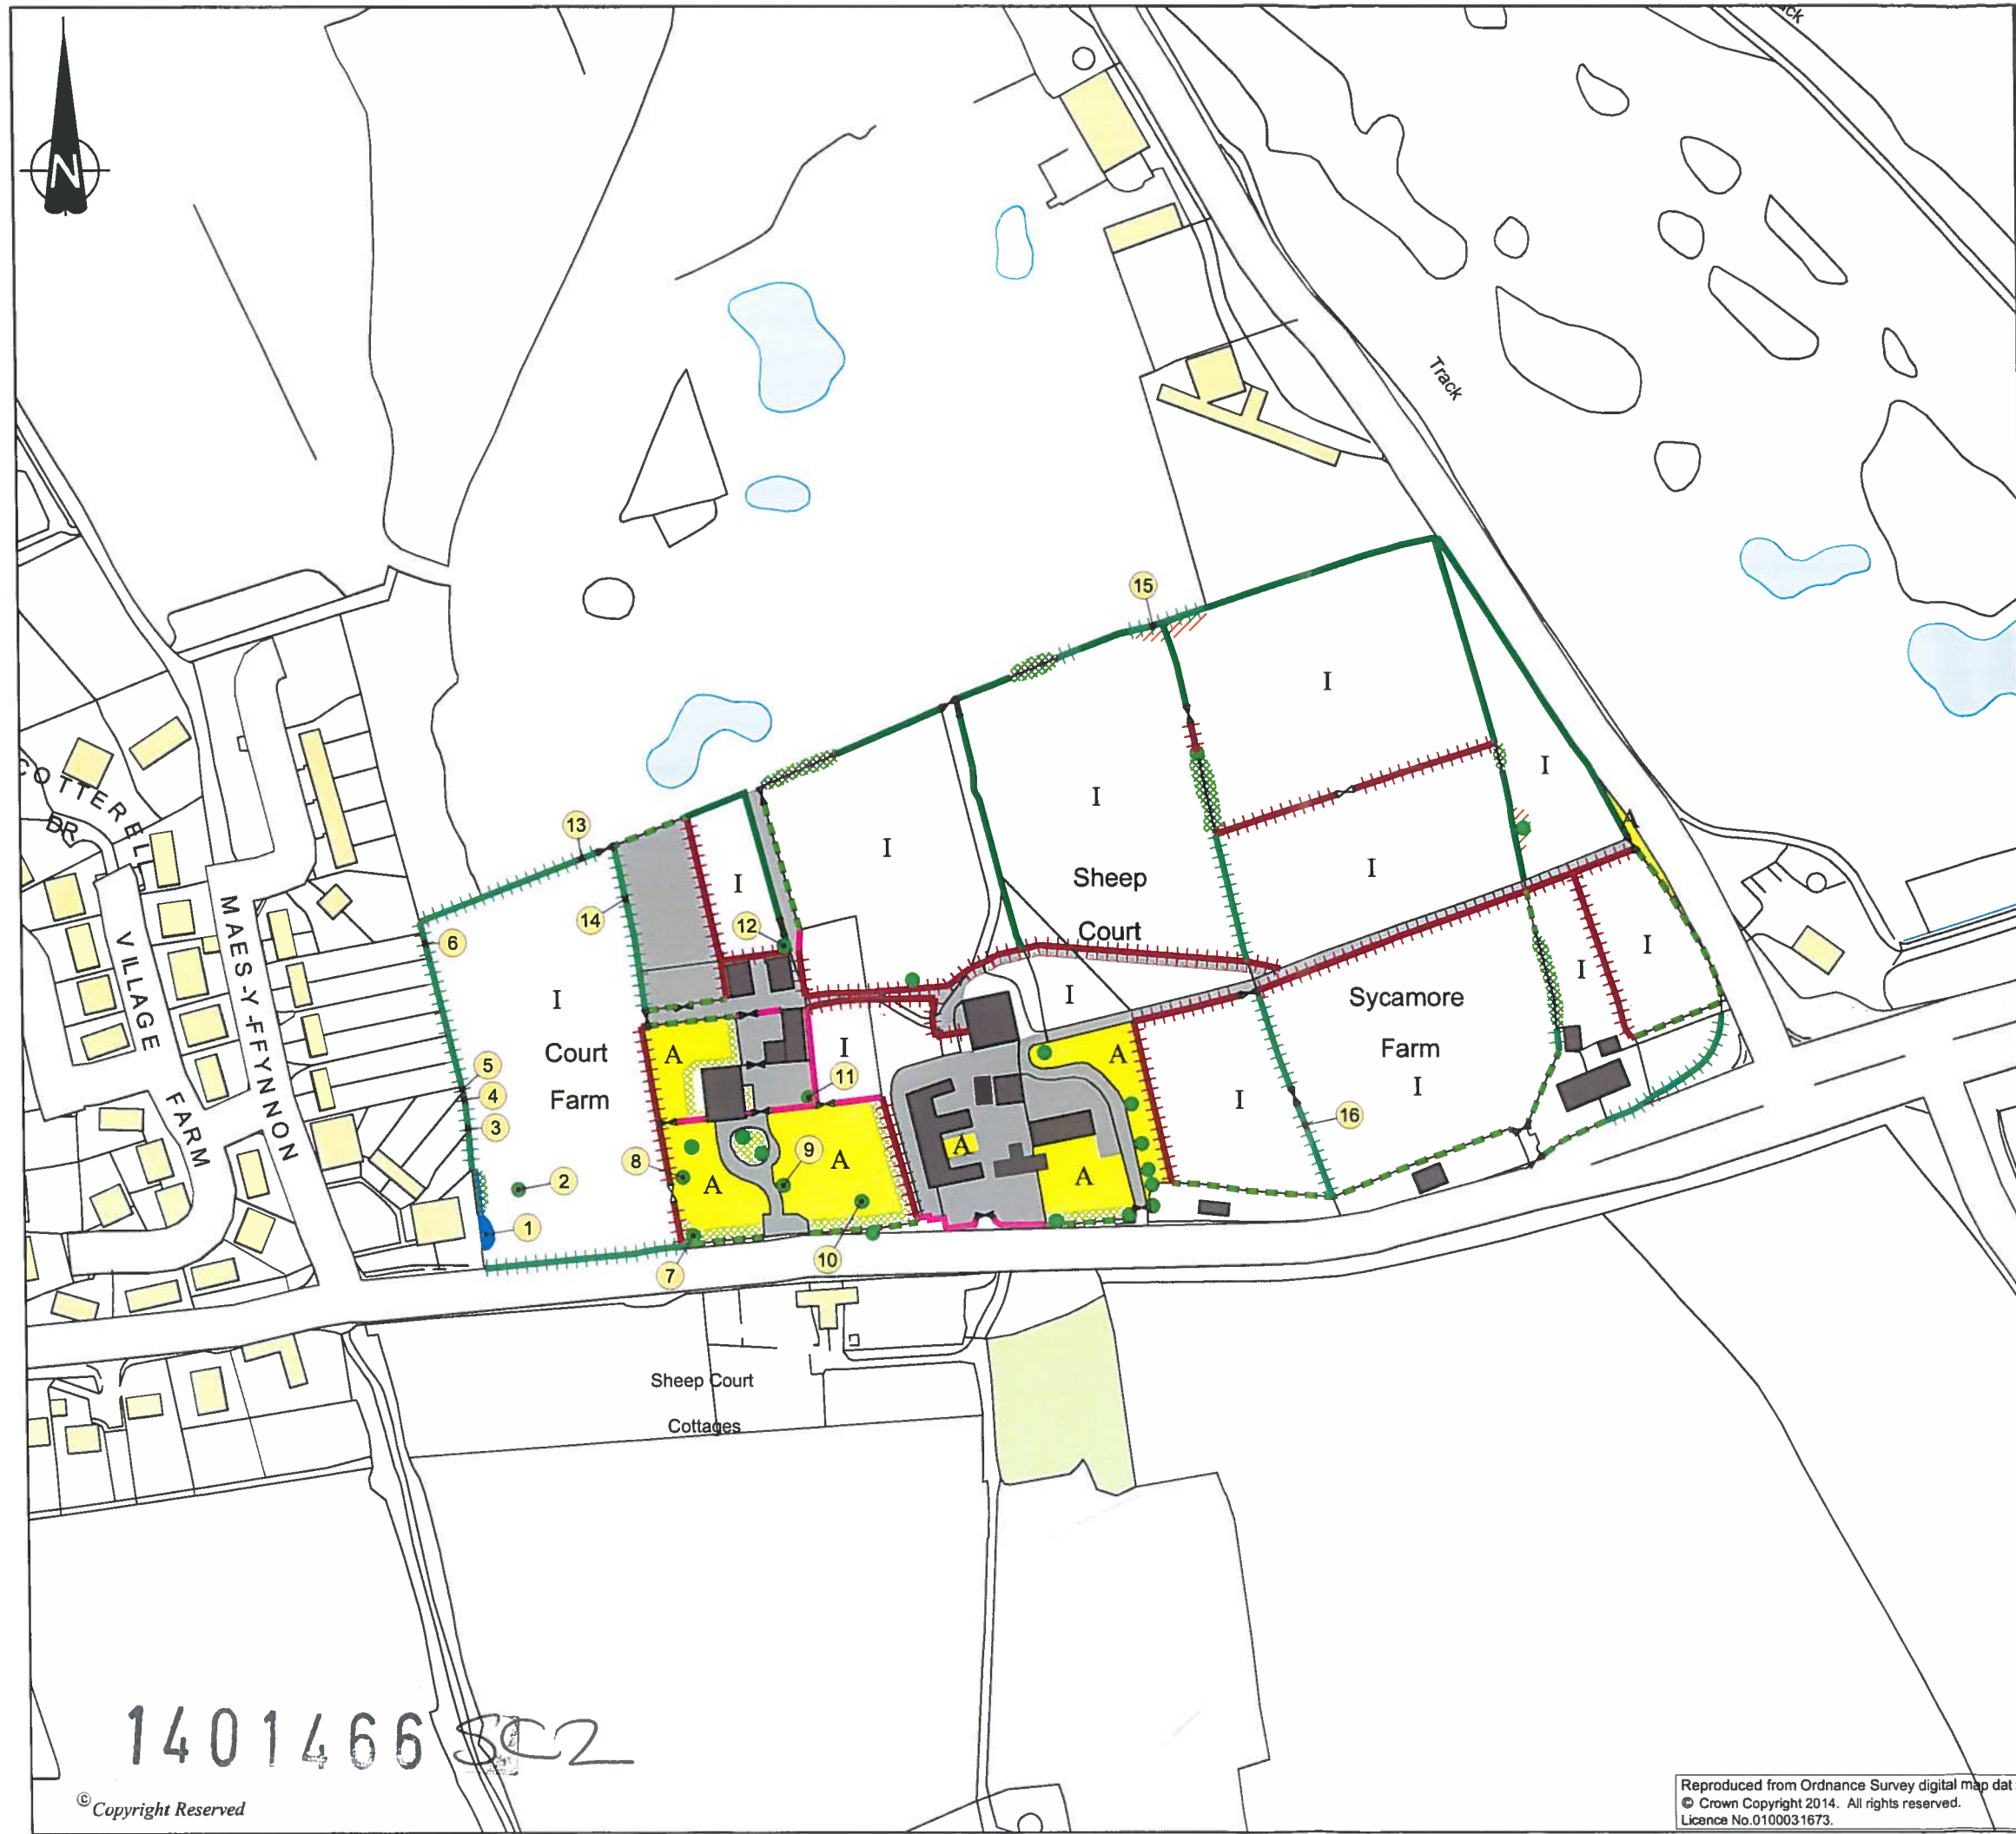 N
ck
Track
15
I
I
I
A
COTTERELL
DR
13
I
I
I
Sheep
Court
14
12
6
MAES-Y-FFYNNON
VILLAGE
FARM
I
Court
Farm
I
I
I
Sycamore
Farm
I
A
I
A
5
4
11
3
I
16
8
9
A
A
A
A
2
1
10
7
Sheep Court
Cottages
1401466 SC2
© Copyright Reserved
Reproduced from Ordnance Survey digital map dat
© Crown Copyright 2014. All rights reserved.
Licence No.0100031673.